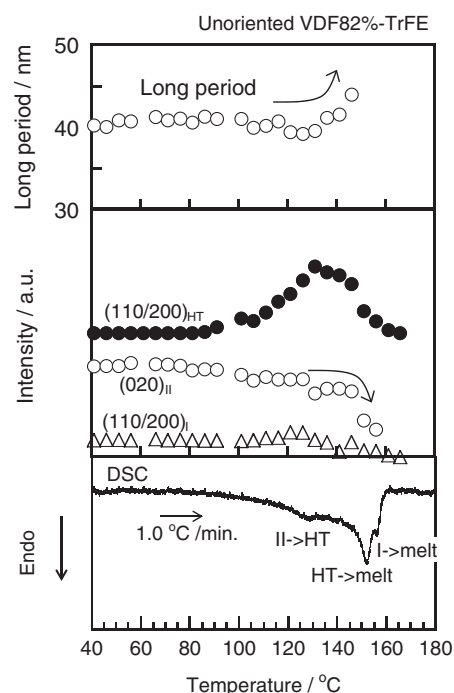 Unoriented VDF82%-TrFE
50
Long period
40
30
Long period / nm
(110/200)HT
(020)II
(110/200)I
Intensity / a.u.
DSC
1.0 °C /min.
II->HT
I->melt
HT->melt
Endo
40 60 80 100 120 140 160 180
Temperature / °C